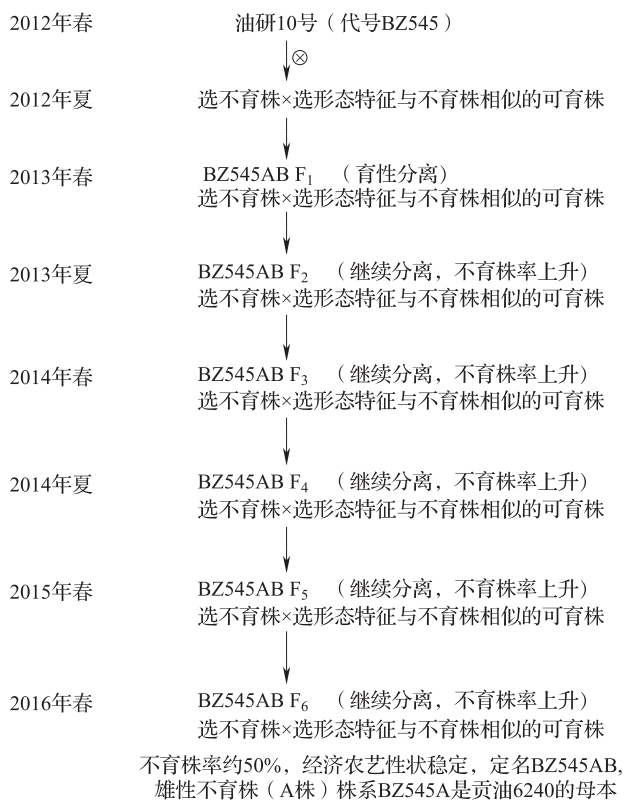 2012年春 油研10号（代号BZ545）
⊗
2012年夏 选不育株×选形态特征与不育株相似的可育株
2013年春 BZ545AB F₁ （育性分离）
选不育株×选形态特征与不育株相似的可育株
2013年夏 BZ545AB F₂ （继续分离，不育株率上升）
选不育株×选形态特征与不育株相似的可育株
2014年春 BZ545AB F₃ （继续分离，不育株率上升）
选不育株×选形态特征与不育株相似的可育株
2014年夏 BZ545AB F₄ （继续分离，不育株率上升）
选不育株×选形态特征与不育株相似的可育株
2015年春 BZ545AB F₅ （继续分离，不育株率上升）
选不育株×选形态特征与不育株相似的可育株
2016年春 BZ545AB F₆ （继续分离，不育株率上升）
选不育株×选形态特征与不育株相似的可育株
不育株率约50%，经济农艺性状稳定，定名BZ545AB,
雄性不育株（A株）株系BZ545A是贡油6240的母本